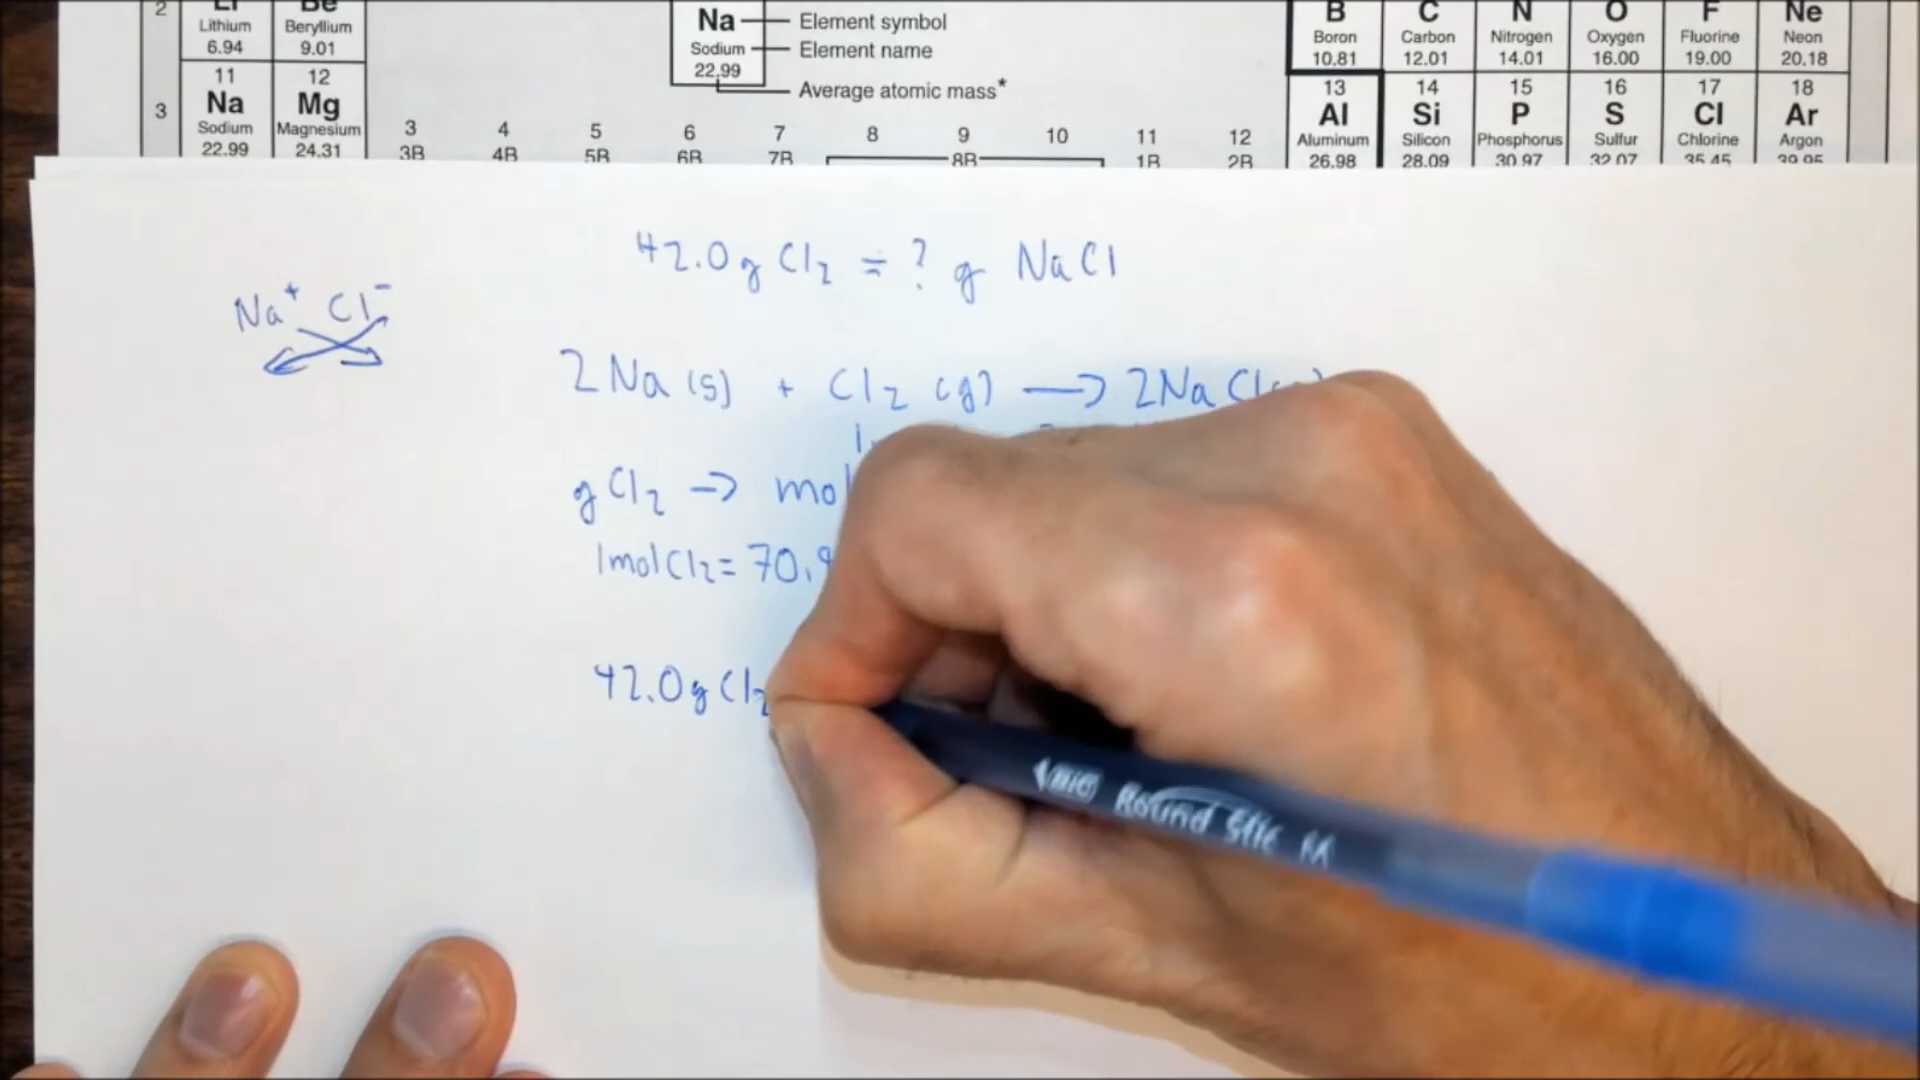 2 Li Be B C N O F Ne
Lithium Beryllium Boron Carbon Nitrogen Oxygen Fluorine Neon
6.94 9.01 10.81 12.01 14.01 16.00 19.00 20.18
Na Element symbol
Sodium Element name
22.99 Average atomic mass*
11 12 13 14 15 16 17 18
3 Na Mg Al Si P S Cl Ar
Sodium Magnesium Aluminum Silicon Phosphorus Sulfur Chlorine Argon
22.99 24.31 26.98 28.09 30.97 32.07 35.45 39.95
3 4 5 6 7 8 9 10 11 12
3B 4B 5B 6B 7B 8B 1B 2B
42.0g Cl₂ = ? g NaCl
Na⁺ Cl⁻
2Na (s) + Cl₂ (g) → 2NaCl
gCl₂ → mol
1molCl₂ = 70.9
42.0g Cl₂
BIC Round Stic M